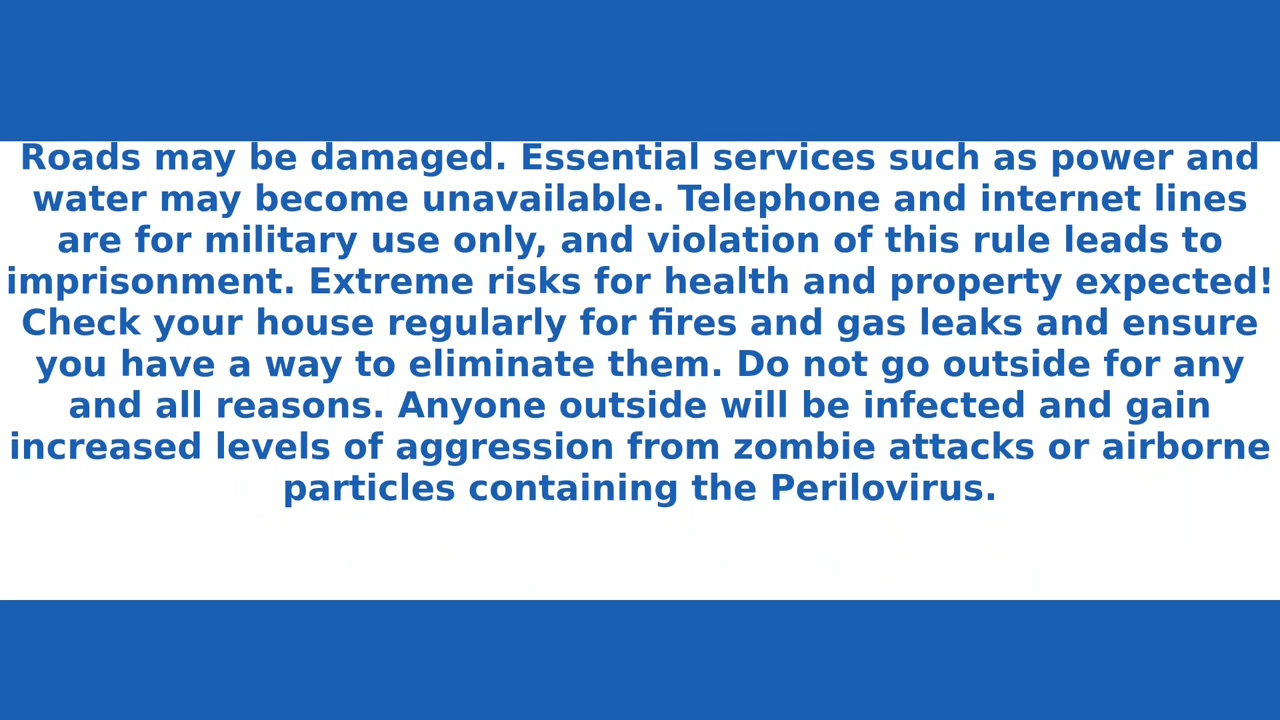 Roads may be damaged. Essential services such as power and
water may become unavailable. Telephone and internet lines
are for military use only, and violation of this rule leads to
imprisonment. Extreme risks for health and property expected!
Check your house regularly for fires and gas leaks and ensure
you have a way to eliminate them. Do not go outside for any
and all reasons. Anyone outside will be infected and gain
increased levels of aggression from zombie attacks or airborne
particles containing the Perilovirus.